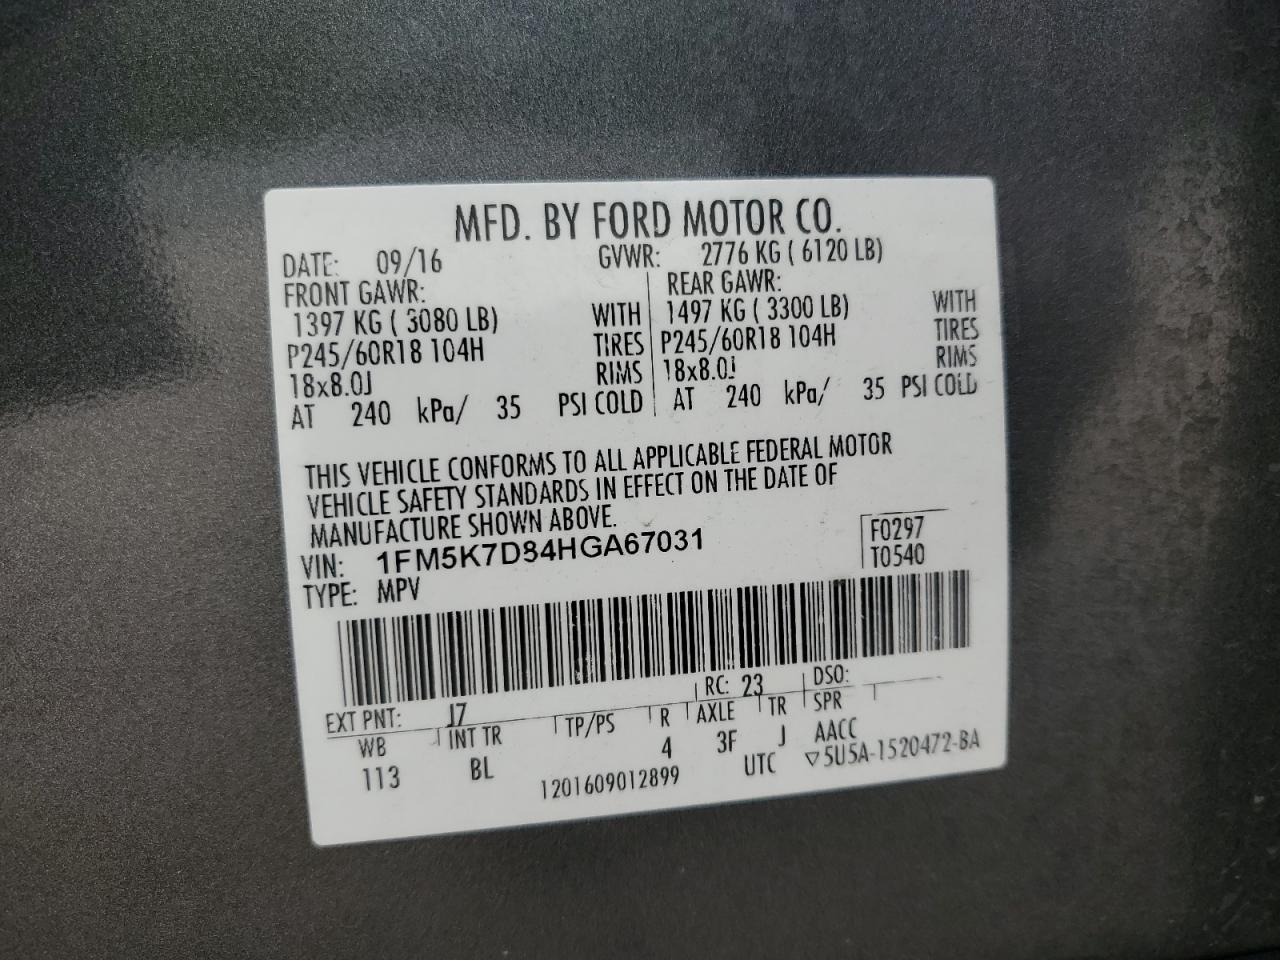 MFD. BY FORD MOTOR CO.
DATE: 09/16 GVWR: 2776 KG ( 6120 LB)
FRONT GAWR: REAR GAWR:
1397 KG ( 3080 LB) WITH 1497 KG ( 3300 LB) WITH
P245/60R18 104H TIRES P245/60R18 104H TIRES
18x8.0J RIMS 18x8.0J RIMS
AT 240 kPa/ 35 PSI COLD AT 240 kPa/ 35 PSI COLD
THIS VEHICLE CONFORMS TO ALL APPLICABLE FEDERAL MOTOR
VEHICLE SAFETY STANDARDS IN EFFECT ON THE DATE OF
MANUFACTURE SHOWN ABOVE.
VIN: 1FM5K7D84HGA67031 F0297
TYPE: MPV T0540
EXT PNT: J7 RC: 23 DSO:
WB INT TR TP/PS R AXLE TR SPR
113 BL 4 3F J AACC
1201609012899 UTC ▽5U5A-1520472-BA